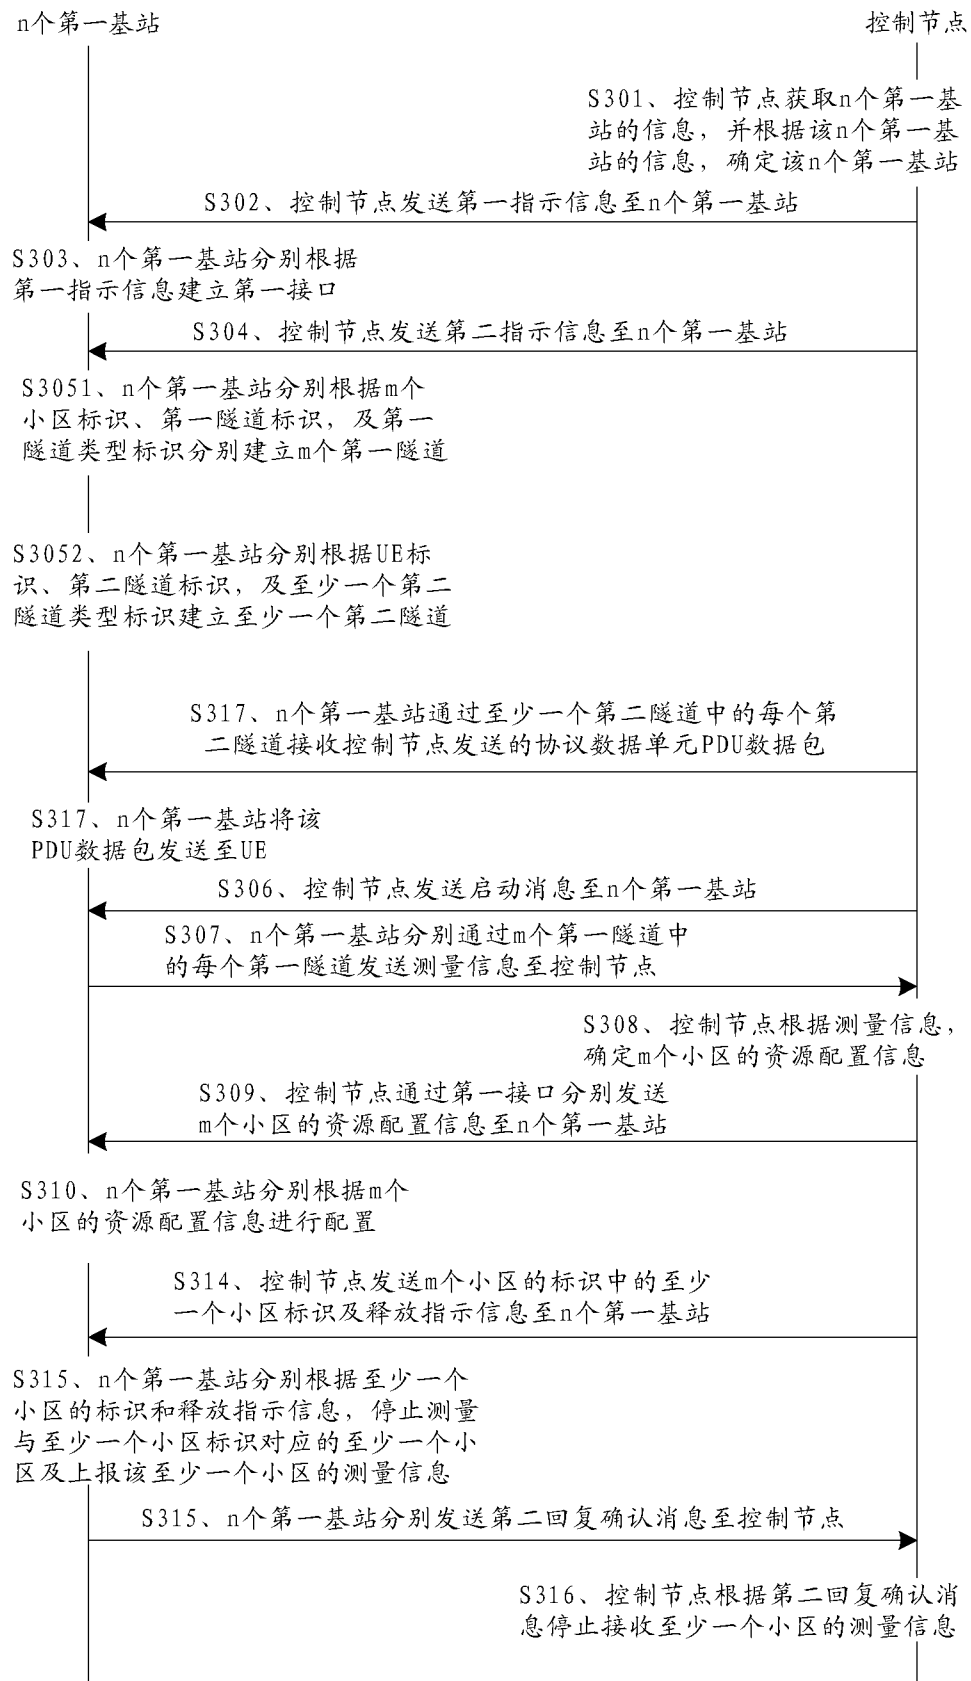 n个第一基站
控制节点
S301、控制节点获取n个第一基
站的信息，并根据该n个第一基
站的信息，确定该n个第一基站
S302、控制节点发送第一指示信息至n个第一基站
S303、n个第一基站分别根据
第一指示信息建立第一接口
S304、控制节点发送第二指示信息至n个第一基站
S3051、n个第一基站分别根据m个
小区标识、第一隧道标识，及第一
隧道类型标识分别建立m个第一隧道
S3052、n个第一基站分别根据UE标
识、第二隧道标识，及至少一个第二
隧道类型标识建立至少一个第二隧道
S317、n个第一基站通过至少一个第二隧道中的每个第
二隧道接收控制节点发送的协议数据单元PDU数据包
S317、n个第一基站将该
PDU数据包发送至UE
S306、控制节点发送启动消息至n个第一基站
S307、n个第一基站分别通过m个第一隧道中
的每个第一隧道发送测量信息至控制节点
S308、控制节点根据测量信息，
确定m个小区的资源配置信息
S309、控制节点通过第一接口分别发送
m个小区的资源配置信息至n个第一基站
S310、n个第一基站分别根据m个
小区的资源配置信息进行配置
S314、控制节点发送m个小区的标识中的至少
一个小区标识及释放指示信息至n个第一基站
S315、n个第一基站分别根据至少一个
小区的标识和释放指示信息，停止测量
与至少一个小区标识对应的至少一个小
区及上报该至少一个小区的测量信息
S315、n个第一基站分别发送第二回复确认消息至控制节点
S316、控制节点根据第二回复确认消
息停止接收至少一个小区的测量信息